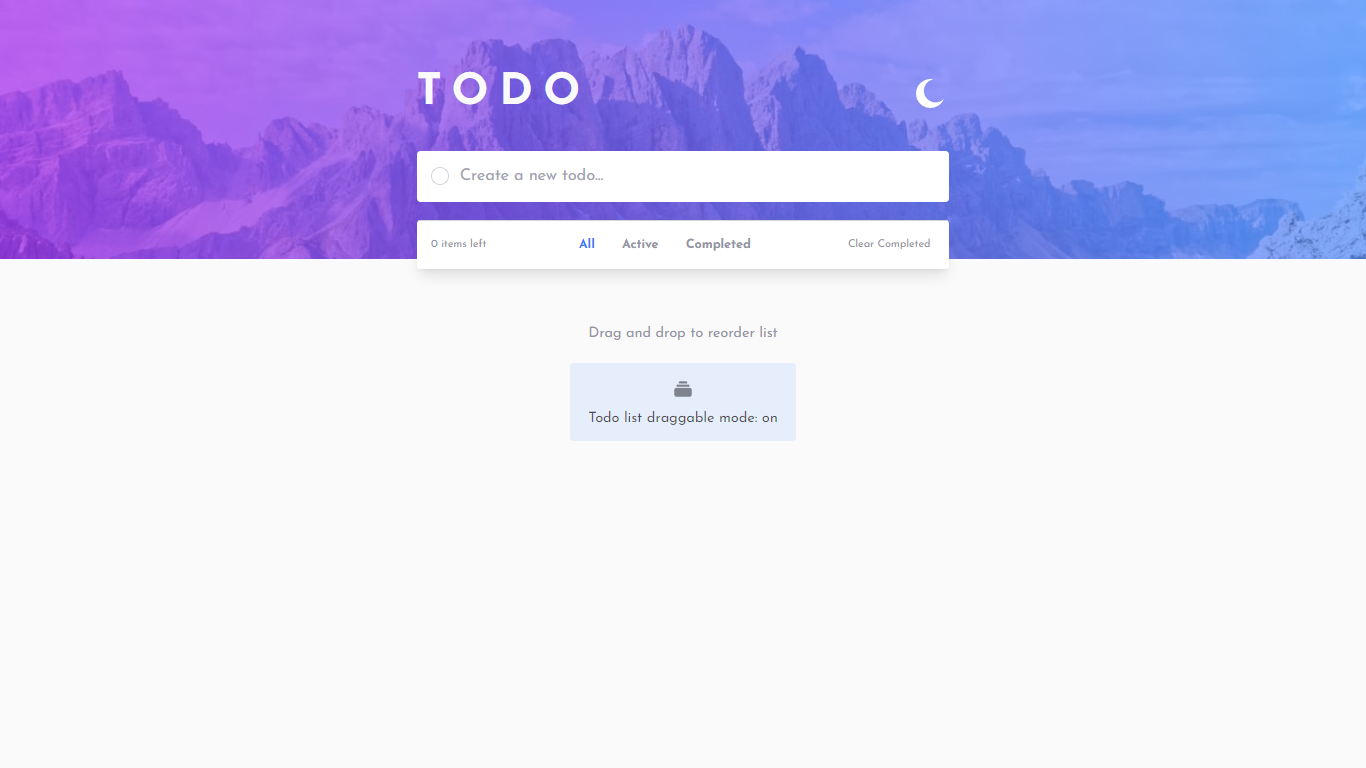 TODO
Create a new todo...
0 items left All Active Completed Clear Completed
Drag and drop to reorder list
Todo list draggable mode: on